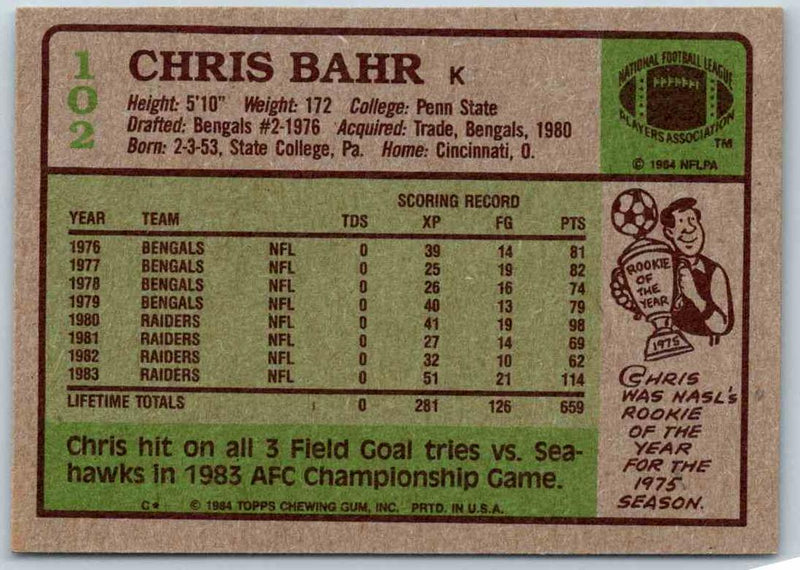 102
CHRIS BAHR K
Height: 5'10" Weight: 172 College: Penn State
Drafted: Bengals #2-1976 Acquired: Trade, Bengals, 1980
Born: 2-3-53, State College, Pa. Home: Cincinnati, O.
NATIONAL FOOTBALL LEAGUE
PLAYERS ASSOCIATION
TM
© 1984 NFLPA
SCORING RECORD
YEAR TEAM TDS XP FG PTS
1976 BENGALS NFL 0 39 14 81
1977 BENGALS NFL 0 25 19 82
1978 BENGALS NFL 0 26 16 74
1979 BENGALS NFL 0 40 13 79
1980 RAIDERS NFL 0 41 19 98
1981 RAIDERS NFL 0 27 14 69
1982 RAIDERS NFL 0 32 10 62
1983 RAIDERS NFL 0 51 21 114
LIFETIME TOTALS 0 281 126 659
Chris hit on all 3 Field Goal tries vs. Sea-
hawks in 1983 AFC Championship Game.
C* © 1984 TOPPS CHEWING GUM, INC. PRTD. IN U.S.A.
ROOKIE
OF THE
YEAR
1975
CHRIS
WAS NASL'S
ROOKIE
OF THE
YEAR
FOR THE
1975
SEASON.